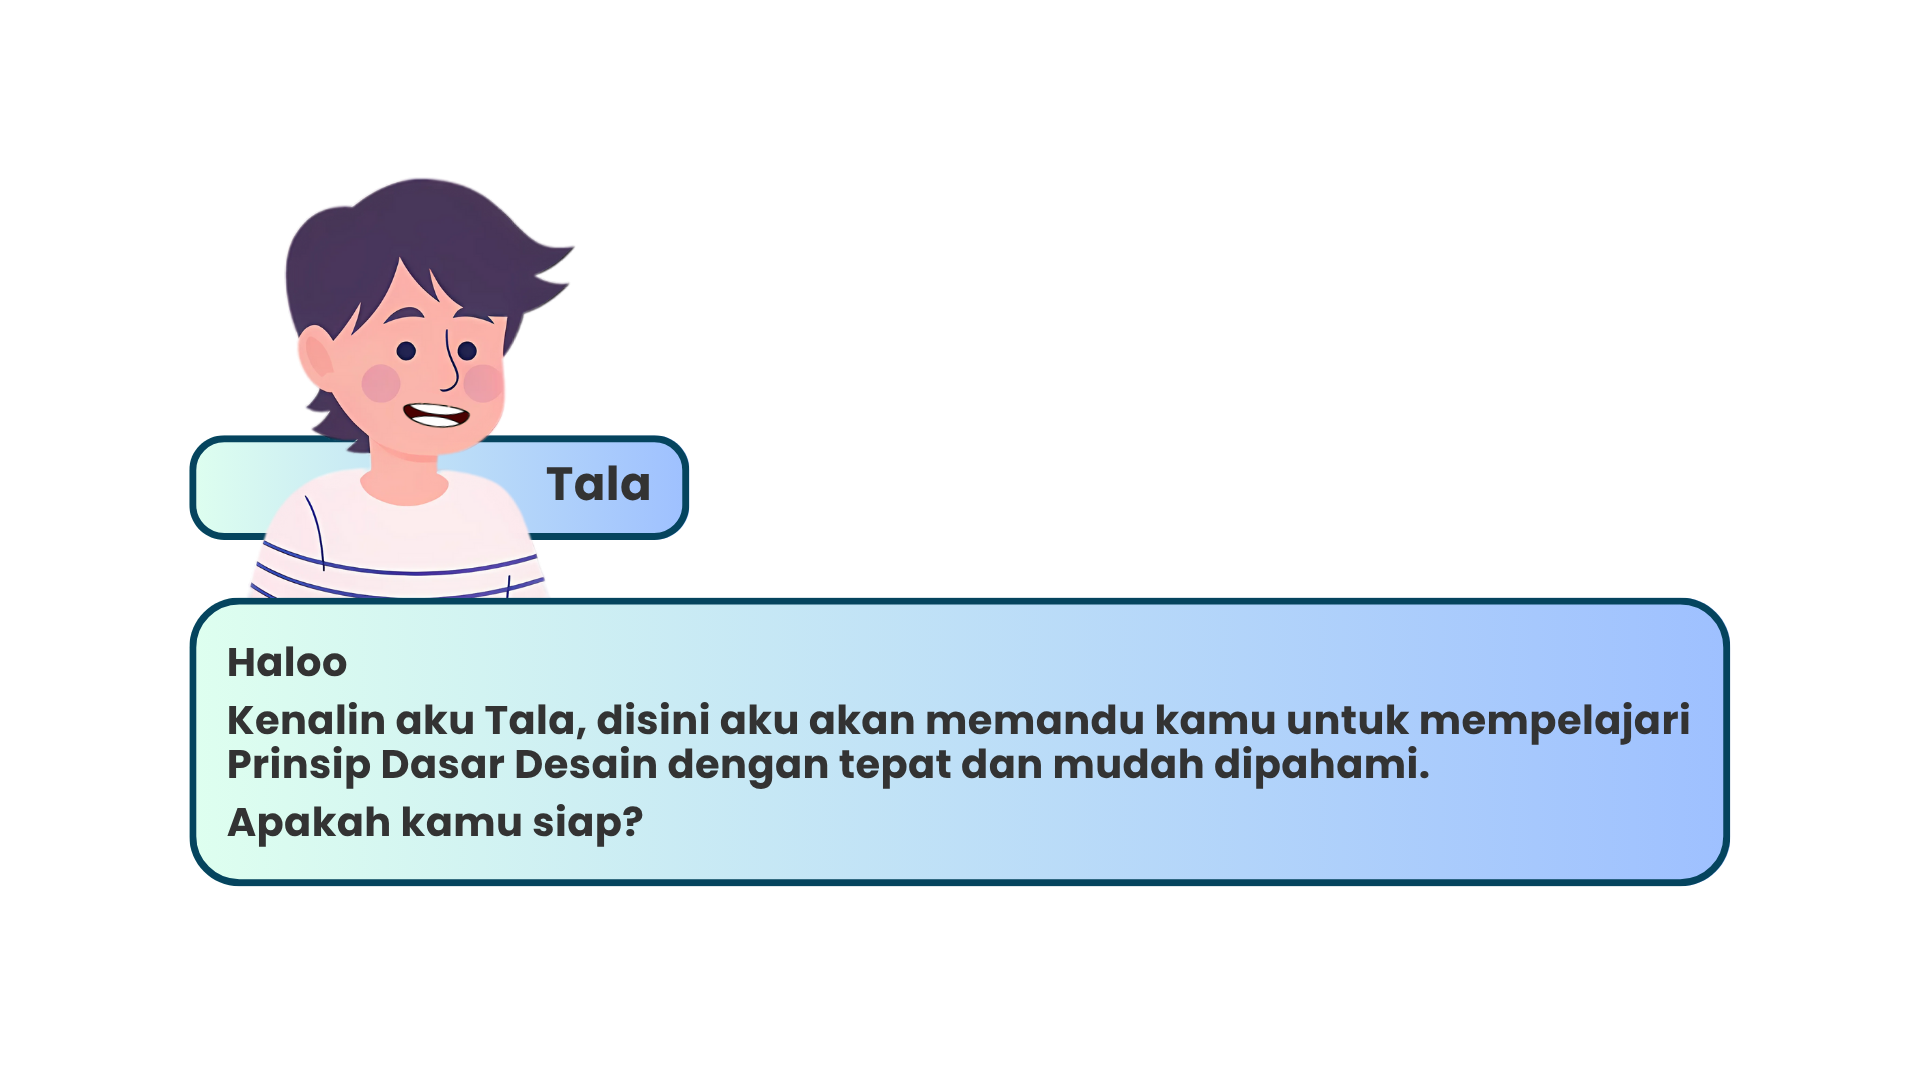 Tala
Haloo
Kenalin aku Tala, disini aku akan memandu kamu untuk mempelajari
Prinsip Dasar Desain dengan tepat dan mudah dipahami.
Apakah kamu siap?